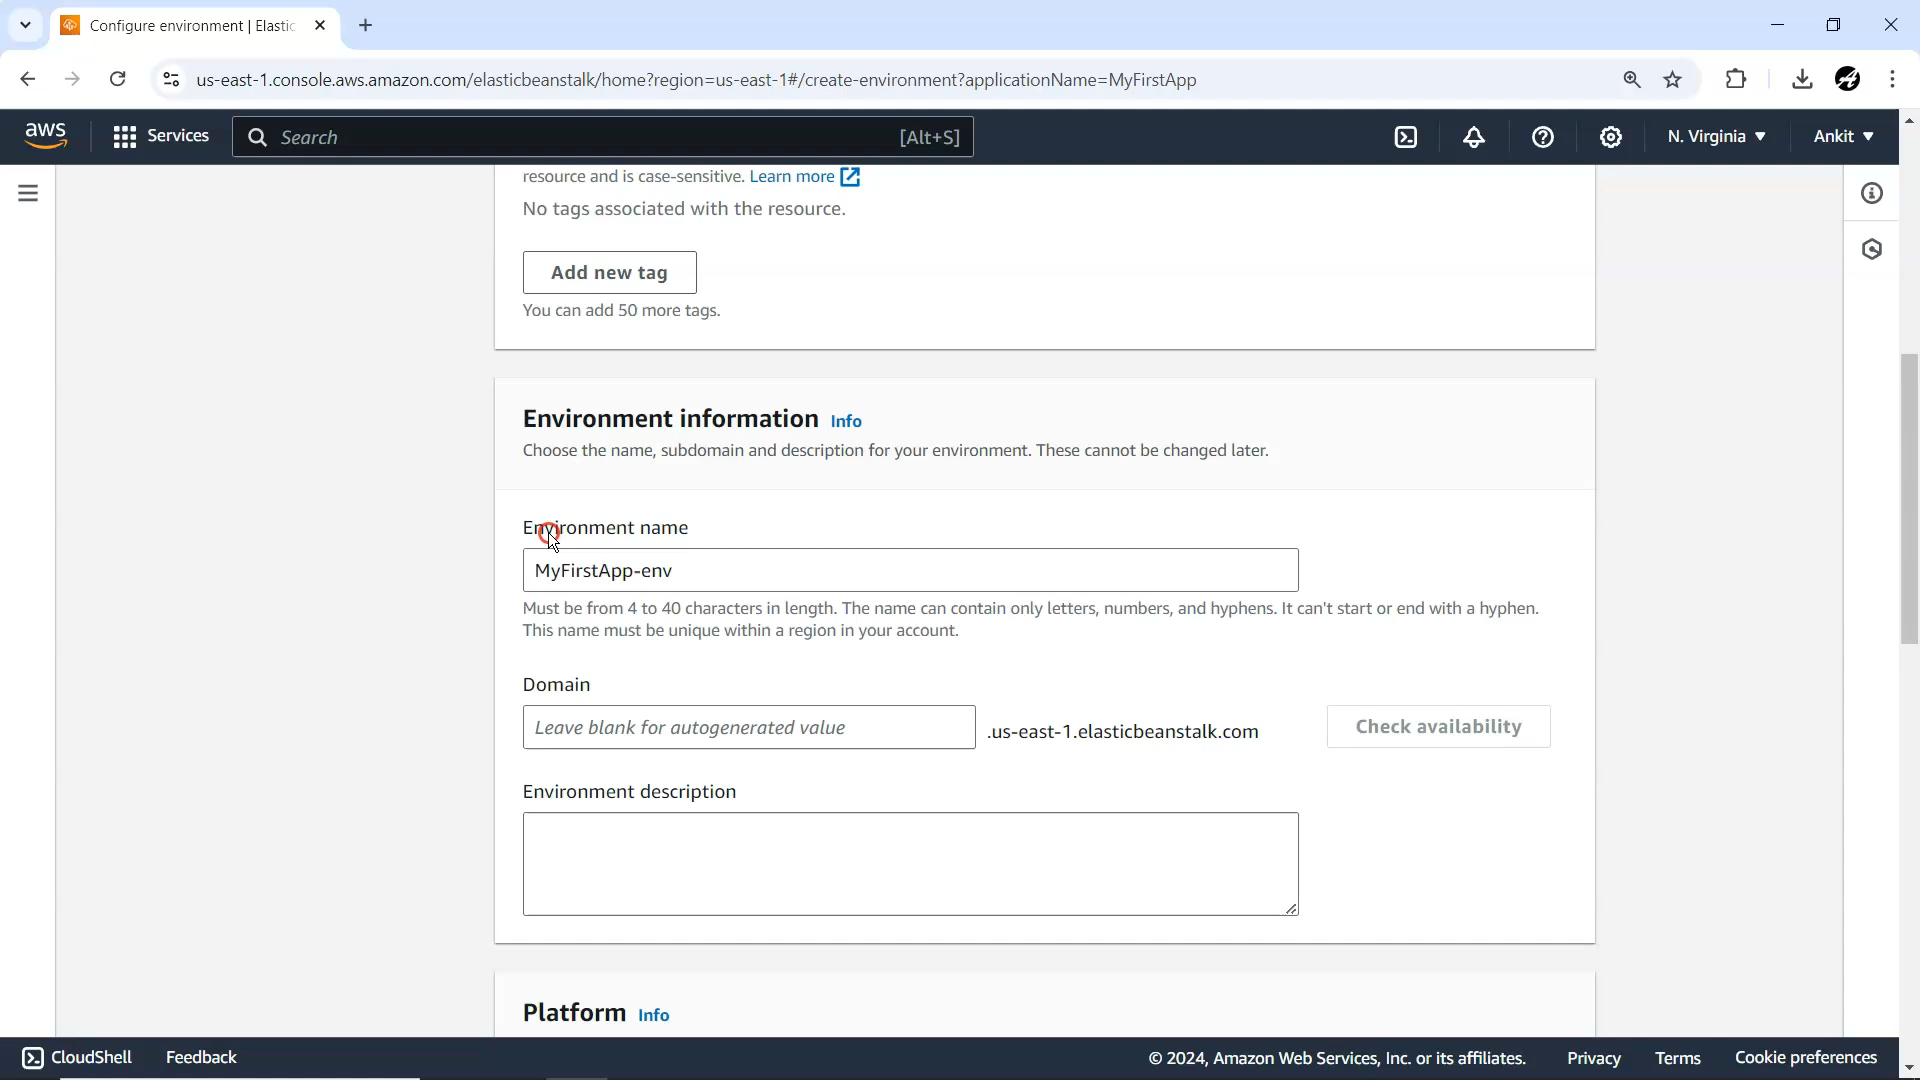 Configure environment | Elastic
us-east-1.console.aws.amazon.com/elasticbeanstalk/home?region=us-east-1#/create-environment?applicationName=MyFirstApp
aws
Services
Search
[Alt+S]
N. Virginia
Ankit
resource and is case-sensitive. Learn more
No tags associated with the resource.
Add new tag
You can add 50 more tags.
Environment information Info
Choose the name, subdomain and description for your environment. These cannot be changed later.
Environment name
MyFirstApp-env
Must be from 4 to 40 characters in length. The name can contain only letters, numbers, and hyphens. It can't start or end with a hyphen.
This name must be unique within a region in your account.
Domain
Leave blank for autogenerated value
.us-east-1.elasticbeanstalk.com
Check availability
Environment description
Platform Info
CloudShell
Feedback
© 2024, Amazon Web Services, Inc. or its affiliates.
Privacy
Terms
Cookie preferences